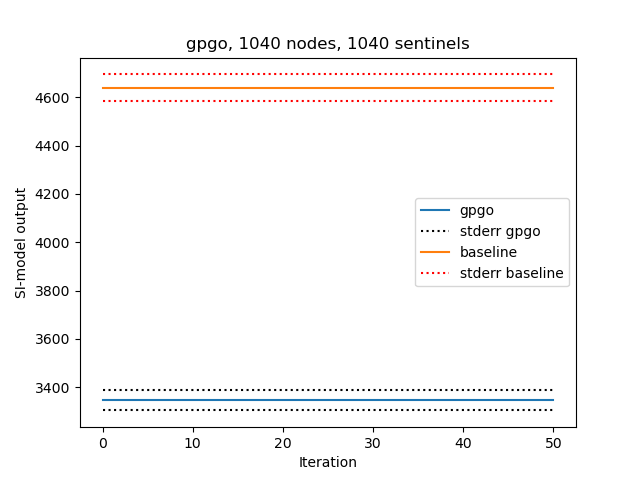 gpgo, 1040 nodes, 1040 sentinels
SI-model output
4600
4400
4200
4000
3800
3600
3400
gpgo
stderr gpgo
baseline
stderr baseline
0 10 20 30 40 50
Iteration